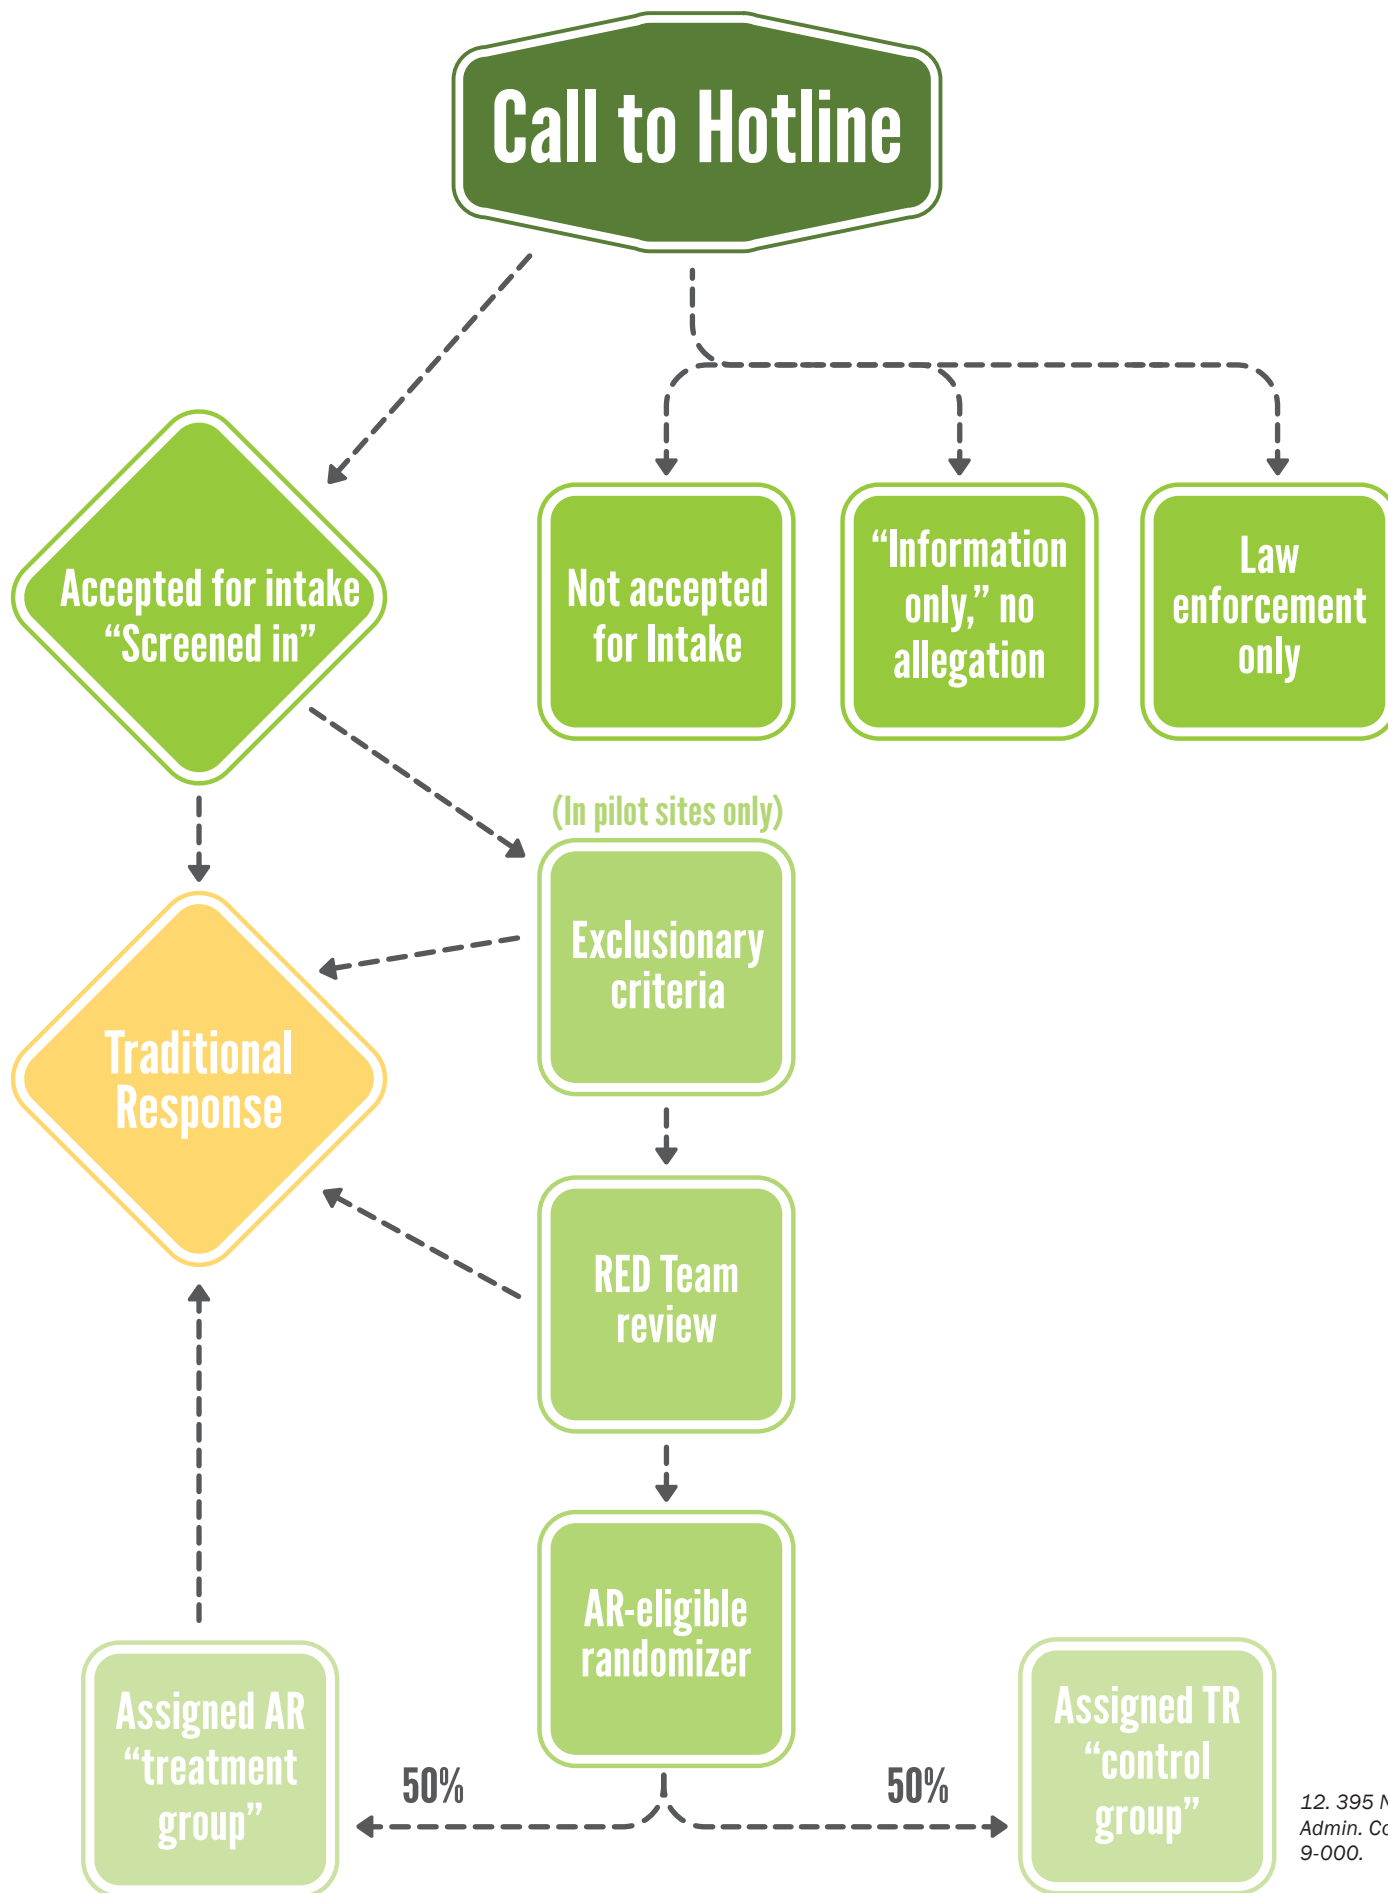 Call to Hotline
Accepted for intake
“Screened in”
Not accepted
for Intake
“Information
only,” no
allegation
Law
enforcement
only
(In pilot sites only)
Exclusionary
criteria
Traditional
Response
RED Team
review
AR-eligible
randomizer
Assigned AR
“treatment
group”
50%
50%
Assigned TR
“control
group”
12. 395 N
Admin. Co
9-000.